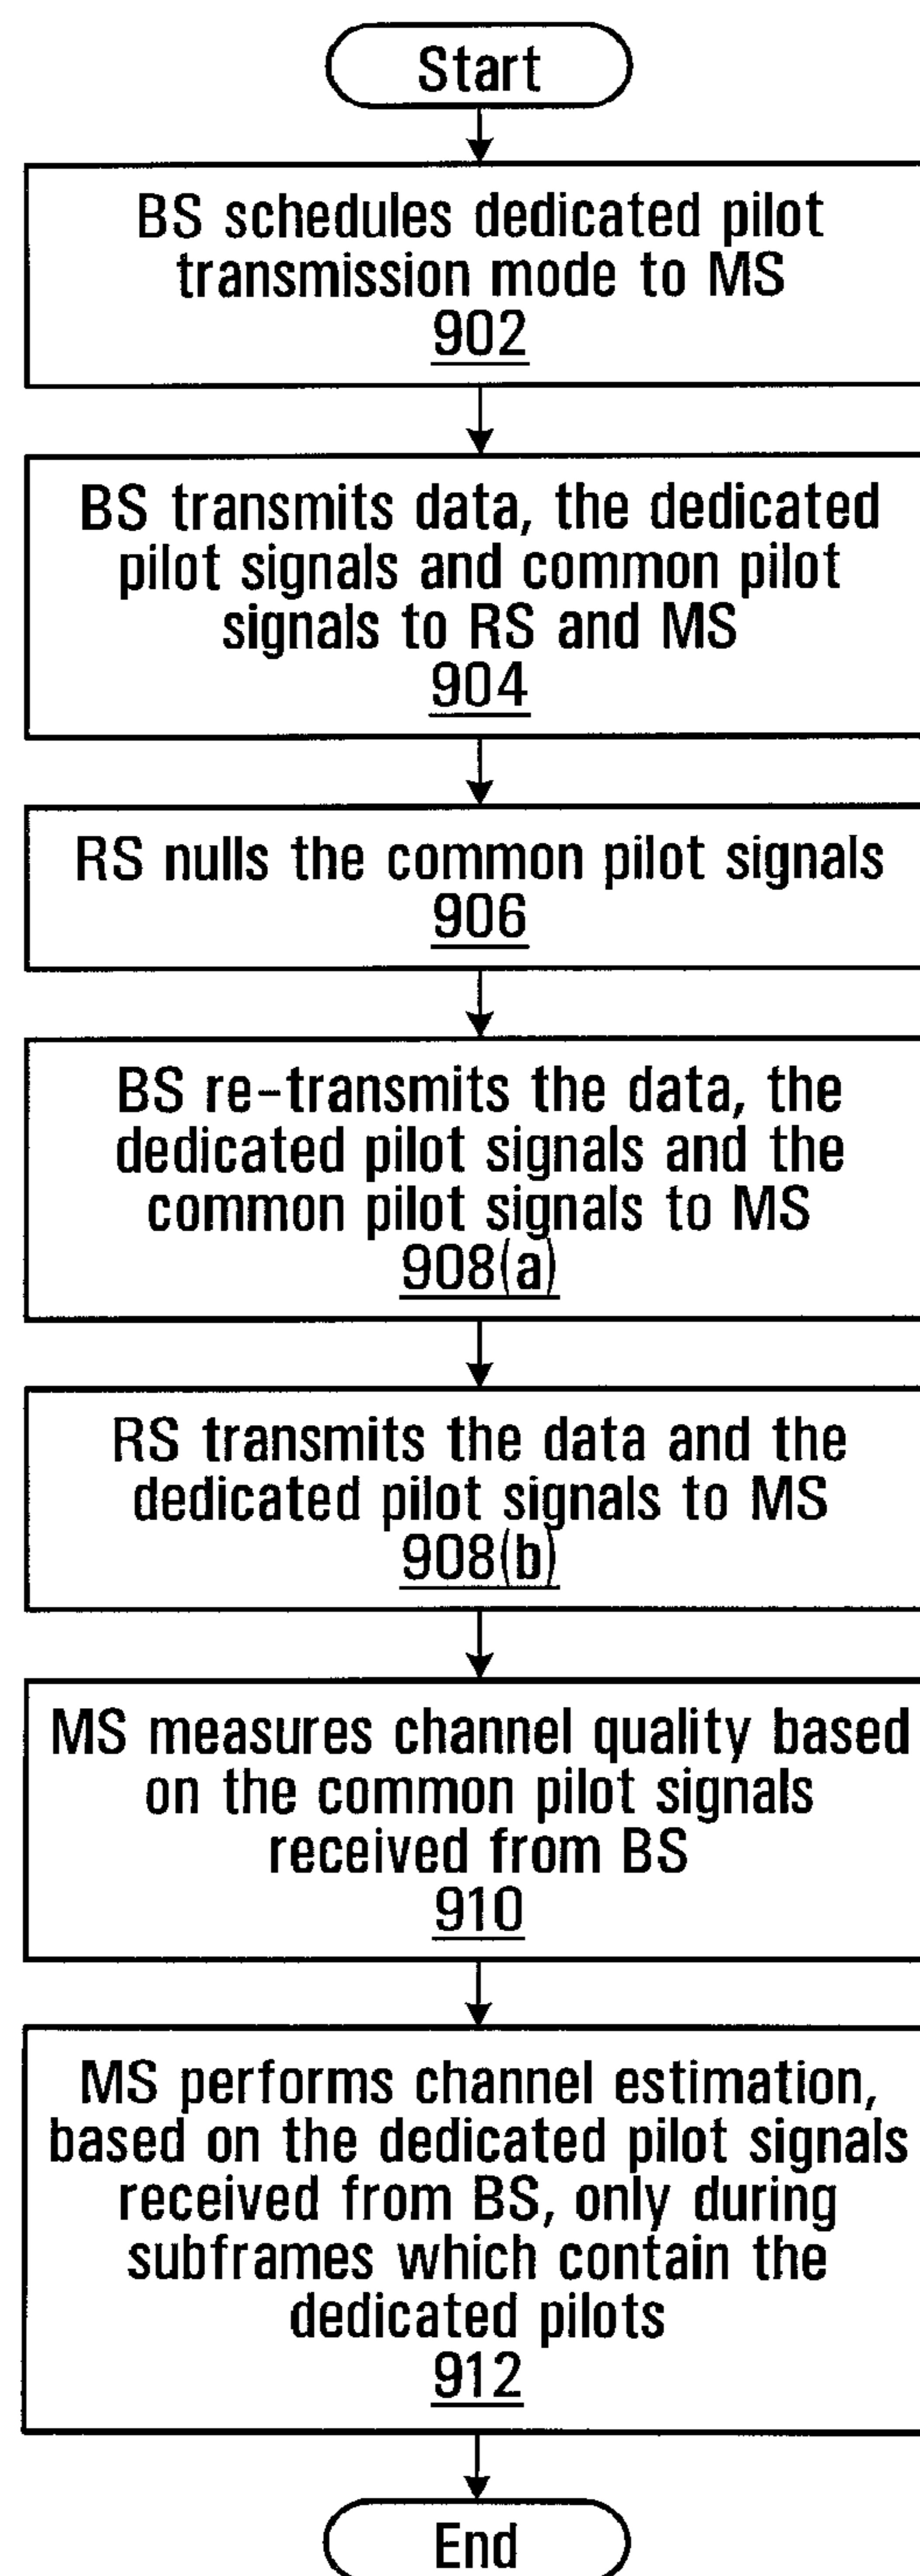 Start
BS schedules dedicated pilot
transmission mode to MS
902
BS transmits data, the dedicated
pilot signals and common pilot
signals to RS and MS
904
RS nulls the common pilot signals
906
BS re-transmits the data, the
dedicated pilot signals and the
common pilot signals to MS
908(a)
RS transmits the data and the
dedicated pilot signals to MS
908(b)
MS measures channel quality based
on the common pilot signals
received from BS
910
MS performs channel estimation,
based on the dedicated pilot signals
received from BS, only during
subframes which contain the
dedicated pilots
912
End